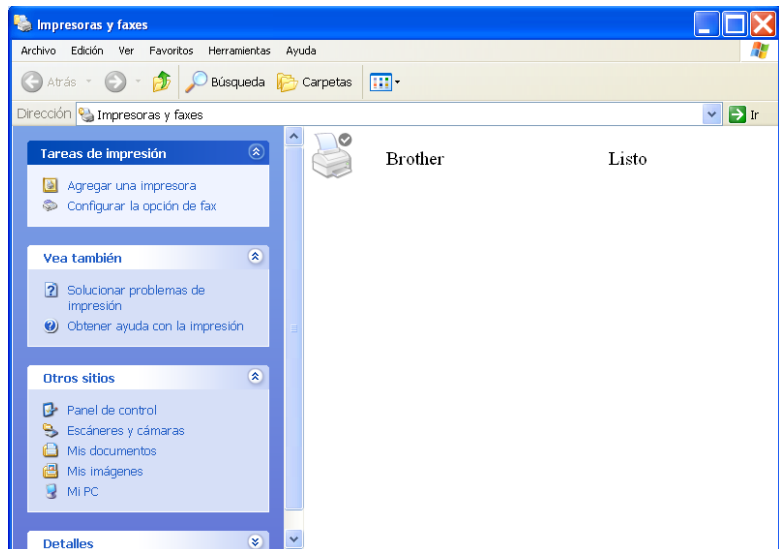 Impresoras y faxes
Archivo Edición Ver Favoritos Herramientas Ayuda
Atrás Búsqueda Carpetas
Dirección Impresoras y faxes Ir
Tareas de impresión
Agregar una impresora
Configurar la opción de fax
Vea también
Solucionar problemas de
impresión
Obtener ayuda con la impresión
Otros sitios
Panel de control
Escáneres y cámaras
Mis documentos
Mis imágenes
Mi PC
Detalles
Brother Listo